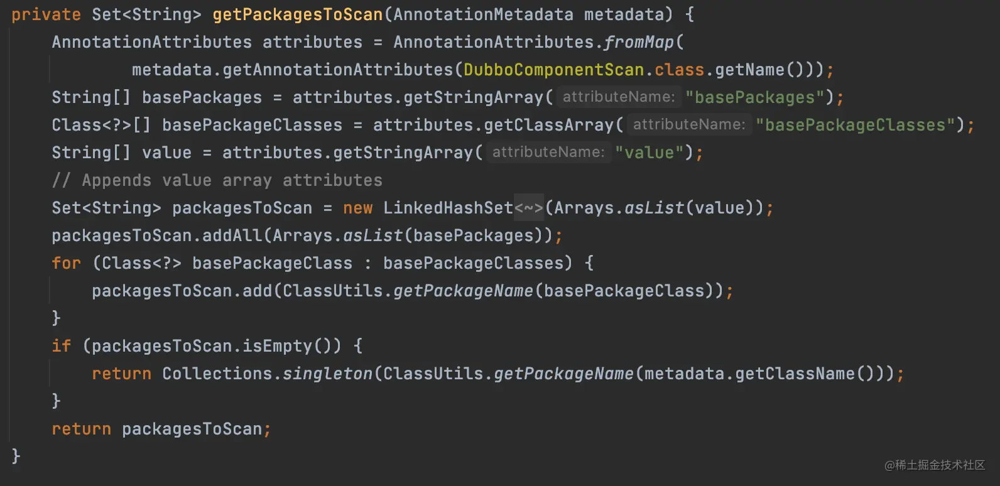 private Set<String> getPackagesToScan(AnnotationMetadata metadata) {
AnnotationAttributes attributes = AnnotationAttributes.fromMap(
metadata.getAnnotationAttributes(DubboComponentScan.class.getName()));
String[] basePackages = attributes.getStringArray( attributeName: "basePackages");
Class<?>[] basePackageClasses = attributes.getClassArray( attributeName: "basePackageClasses");
String[] value = attributes.getStringArray( attributeName: "value");
// Appends value array attributes
Set<String> packagesToScan = new LinkedHashSet<~>(Arrays.asList(value));
packagesToScan.addAll(Arrays.asList(basePackages));
for (Class<?> basePackageClass : basePackageClasses) {
packagesToScan.add(ClassUtils.getPackageName(basePackageClass));
}
if (packagesToScan.isEmpty()) {
return Collections.singleton(ClassUtils.getPackageName(metadata.getClassName()));
}
return packagesToScan;
}
@稀土掘金技术社区